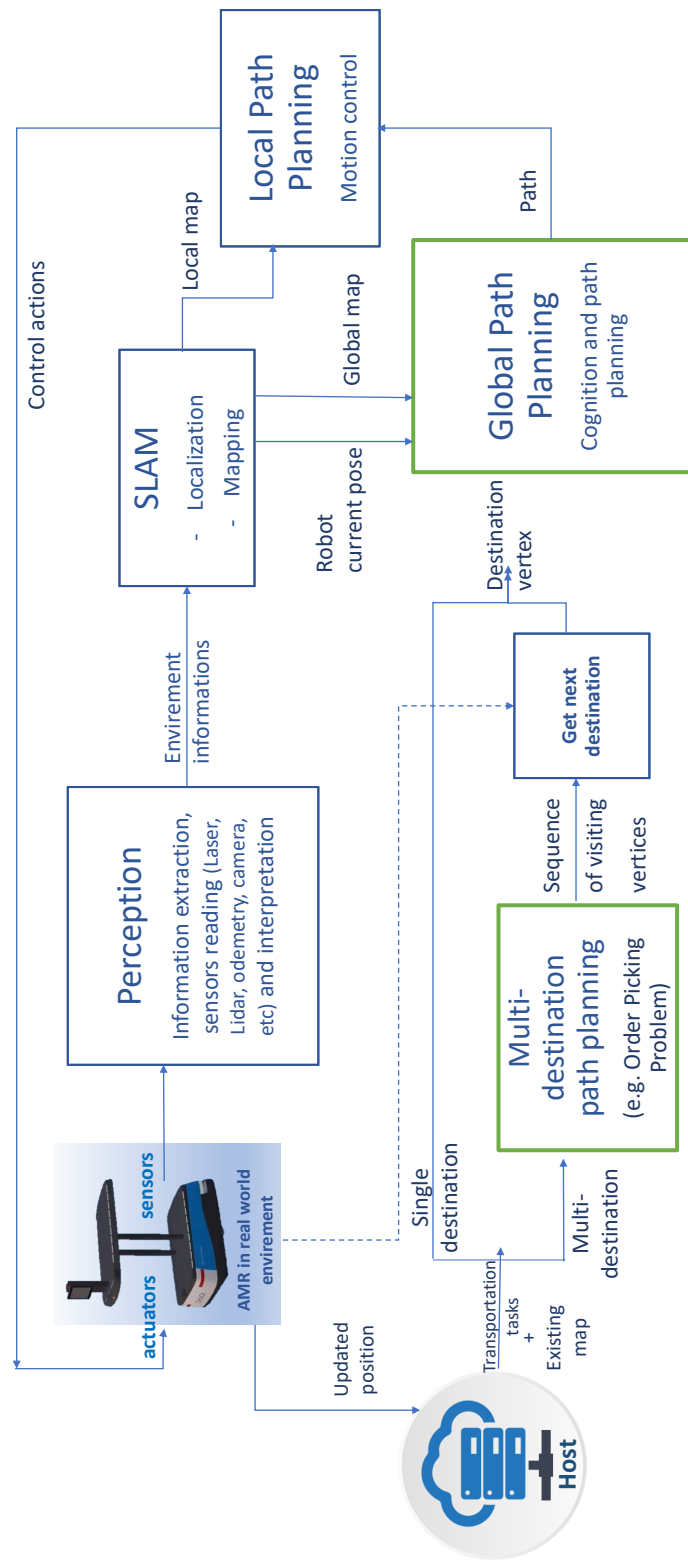 Control actions
actuators
sensors
AMR in real world
envirement
Perception
Information extraction,
sensors reading (Laser,
Lidar, odemetry, camera,
etc) and interpretation
Envirement
informations
SLAM
- Localization
- Mapping
Local map
Local Path
Planning
Motion control
Updated
position
Robot
current pose
Global map
Path
Host
Transportation
tasks
+
Existing
map
Single
destination
Multi-
destination
Multi-
destination
path planning
(e.g. Order Picking
Problem)
Sequence
of visiting
vertices
Get next
destination
Destination
vertex
Global Path
Planning
Cognition and path
planning